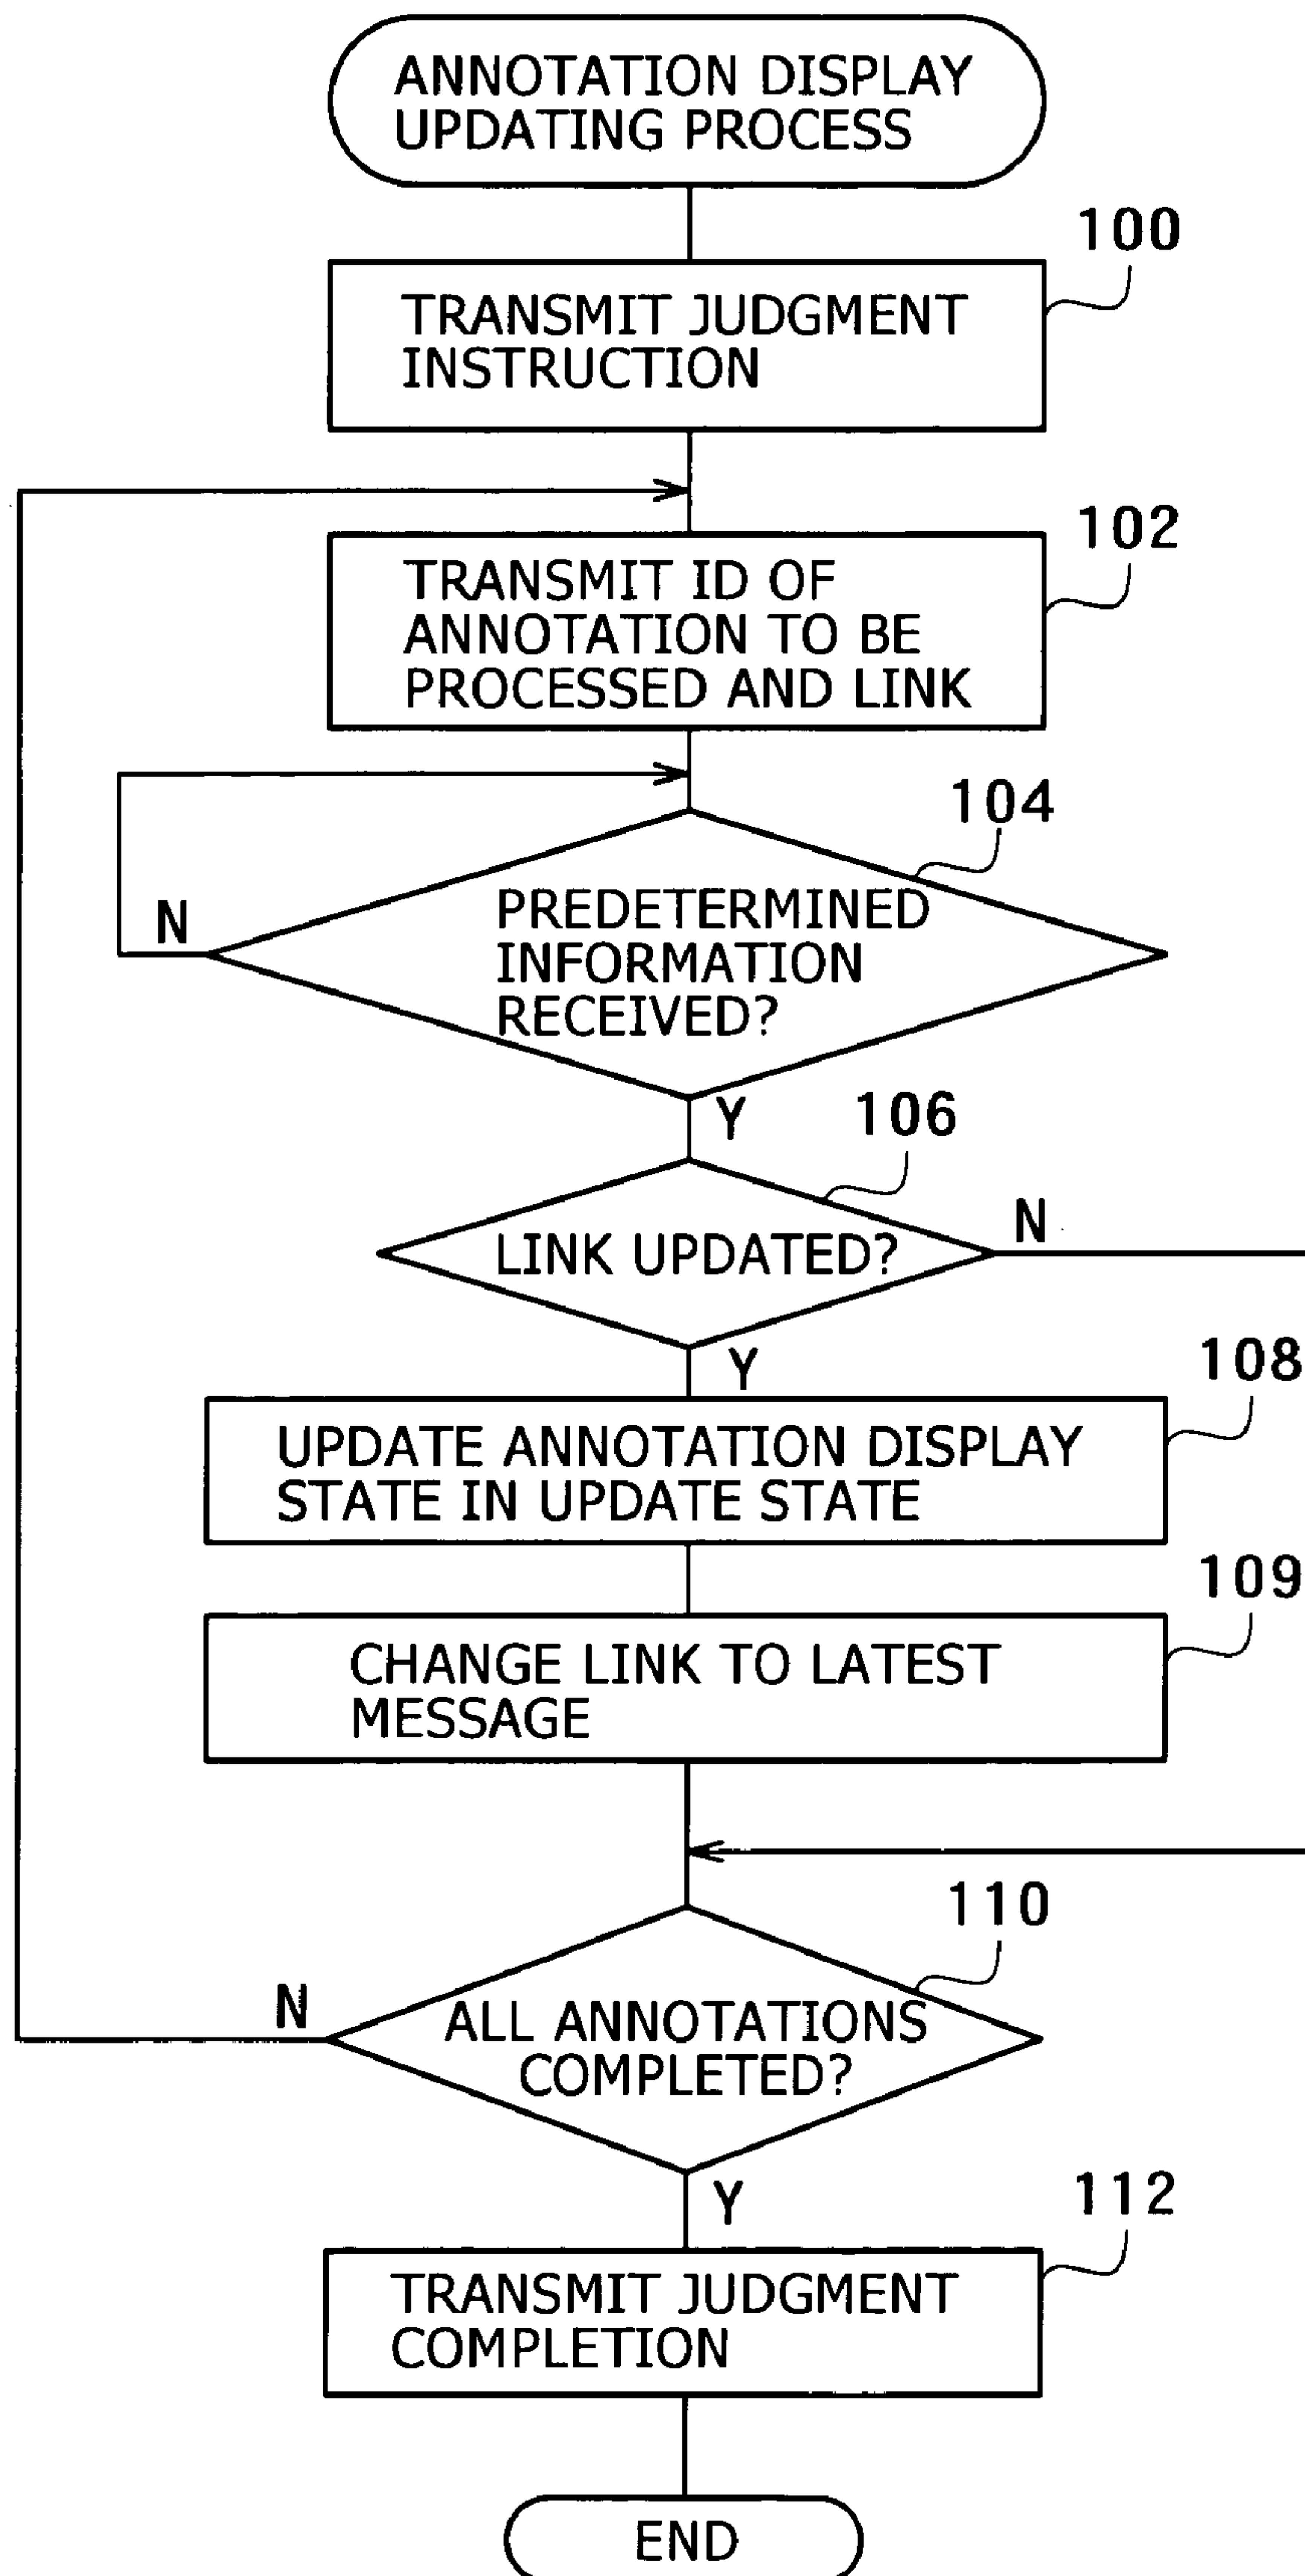 ANNOTATION DISPLAY
UPDATING PROCESS
100
TRANSMIT JUDGMENT
INSTRUCTION
102
TRANSMIT ID OF
ANNOTATION TO BE
PROCESSED AND LINK
104
PREDETERMINED
INFORMATION
RECEIVED?
N
Y
106
LINK UPDATED?
N
Y
108
UPDATE ANNOTATION DISPLAY
STATE IN UPDATE STATE
109
CHANGE LINK TO LATEST
MESSAGE
110
ALL ANNOTATIONS
COMPLETED?
N
Y
112
TRANSMIT JUDGMENT
COMPLETION
END